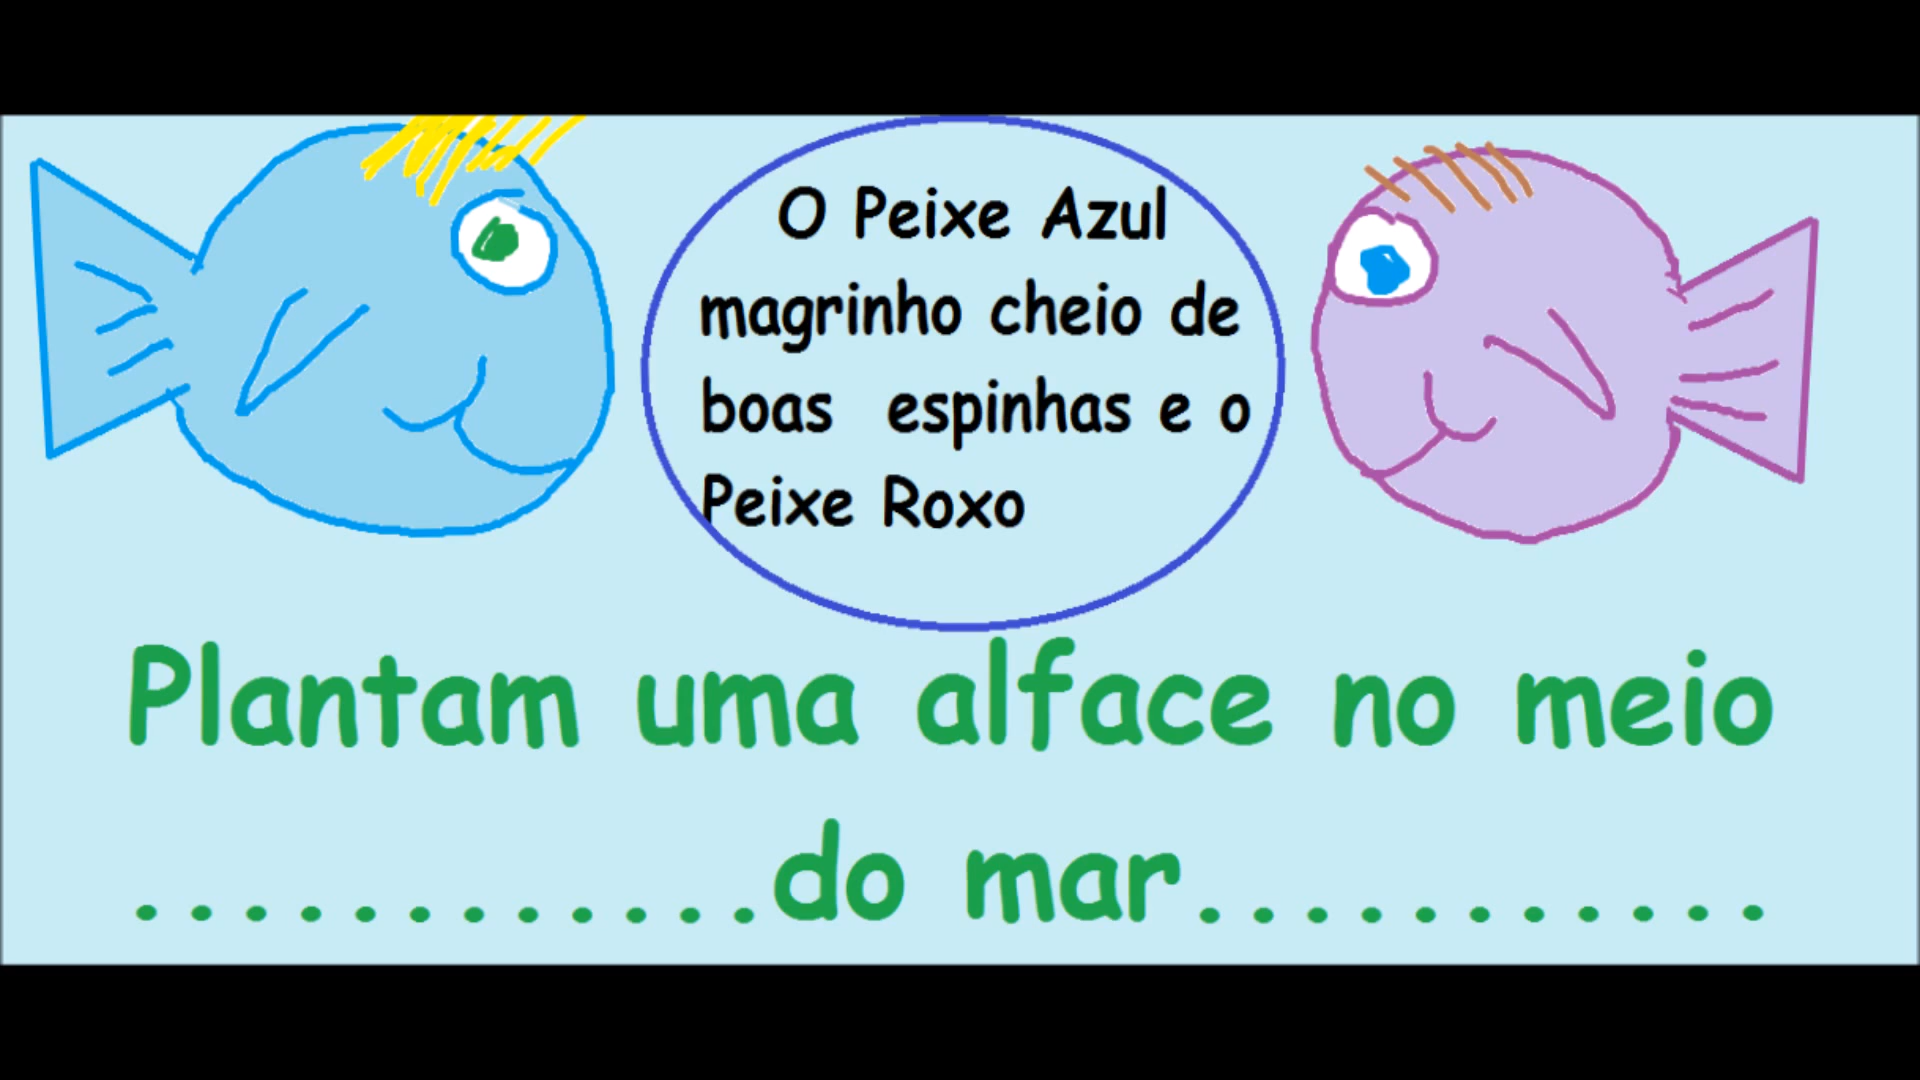 O Peixe Azul
magrinho cheio de
boas espinhas e o
Peixe Roxo
Plantam uma alface no meio
............do mar...........